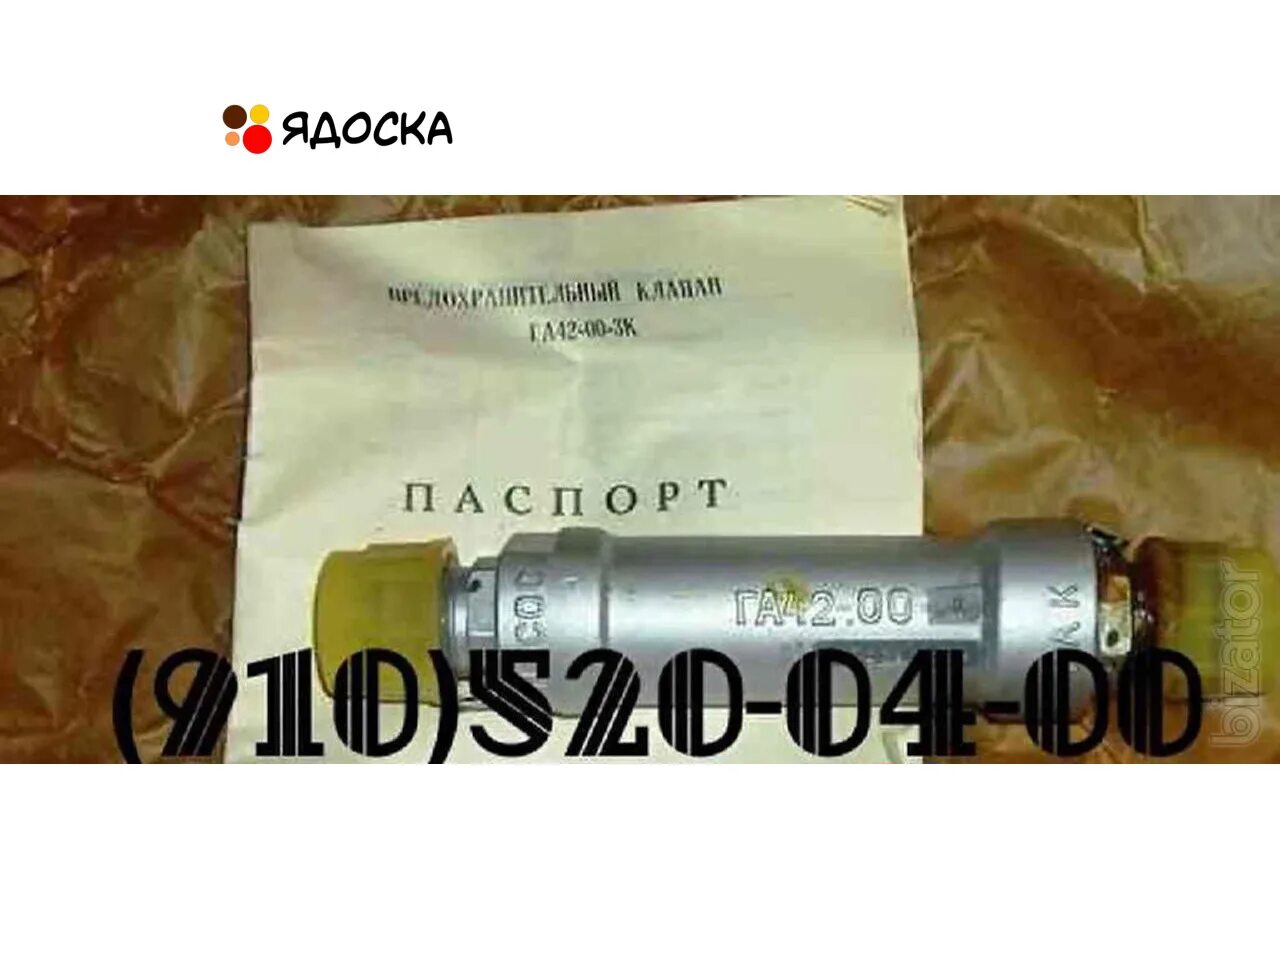 ЯДОСКА
ПРЕДОХРАНИТЕЛЬНЫЙ КЛАПАН
ГА42-00-3К
ПАСПОРТ
ГА42.00
(910)520-04-00
bizator